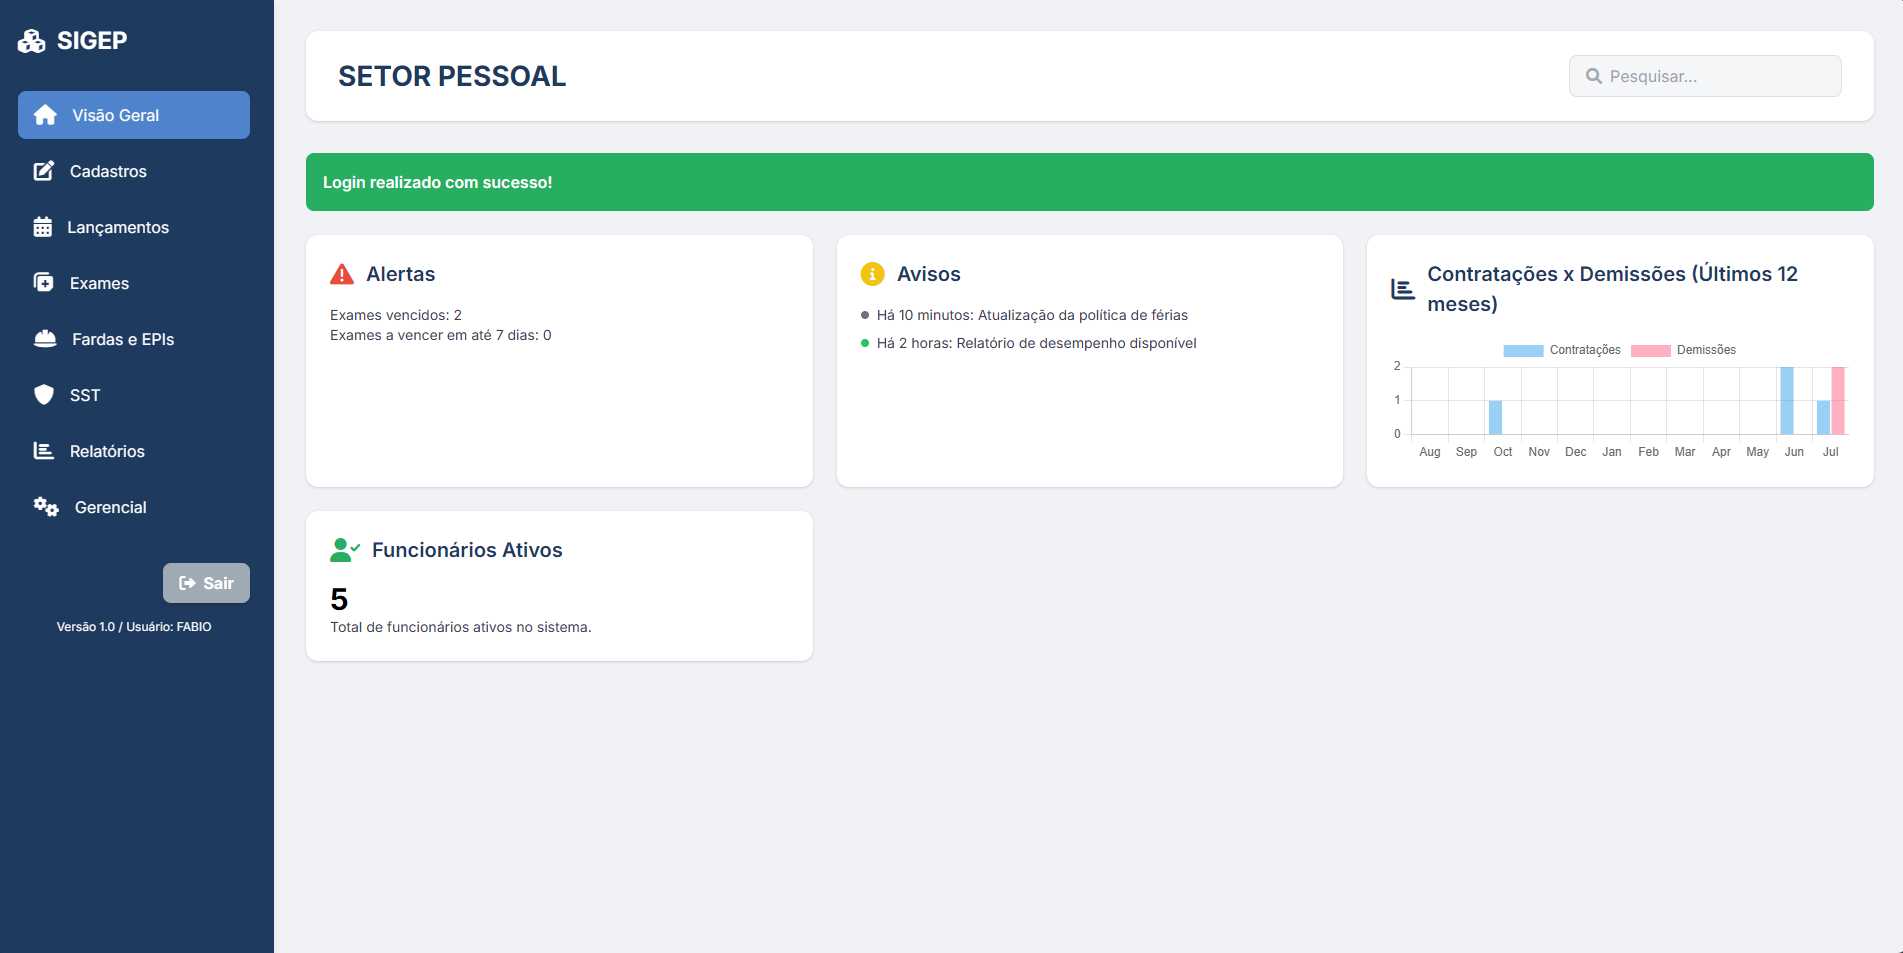 SIGEP
Visão Geral
Cadastros
Lançamentos
Exames
Fardas e EPIs
SST
Relatórios
Gerencial
Sair
Versão 1.0 / Usuário: FABIO
SETOR PESSOAL
Pesquisar...
Login realizado com sucesso!
Alertas
Exames vencidos: 2
Exames a vencer em até 7 dias: 0
Avisos
Há 10 minutos: Atualização da política de férias
Há 2 horas: Relatório de desempenho disponível
Contratações x Demissões (Últimos 12
meses)
Contratações Demissões
2
1
0
Aug Sep Oct Nov Dec Jan Feb Mar Apr May Jun Jul
Funcionários Ativos
5
Total de funcionários ativos no sistema.